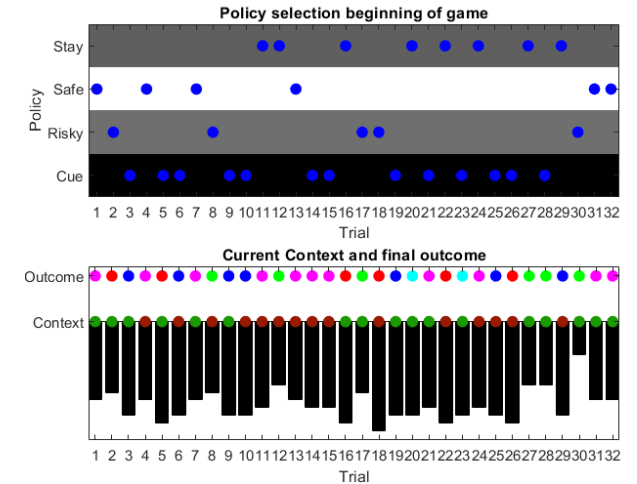 Policy selection beginning of game
Policy
Stay
Safe
Risky
Cue
1 2 3 4 5 6 7 8 9 10 11 12 13 14 15 16 17 18 19 20 21 22 23 24 25 26 27 28 29 30 31 32
Trial
Current Context and final outcome
Outcome
Context
1 2 3 4 5 6 7 8 9 10 11 12 13 14 15 16 17 18 19 20 21 22 23 24 25 26 27 28 29 30 31 32
Trial